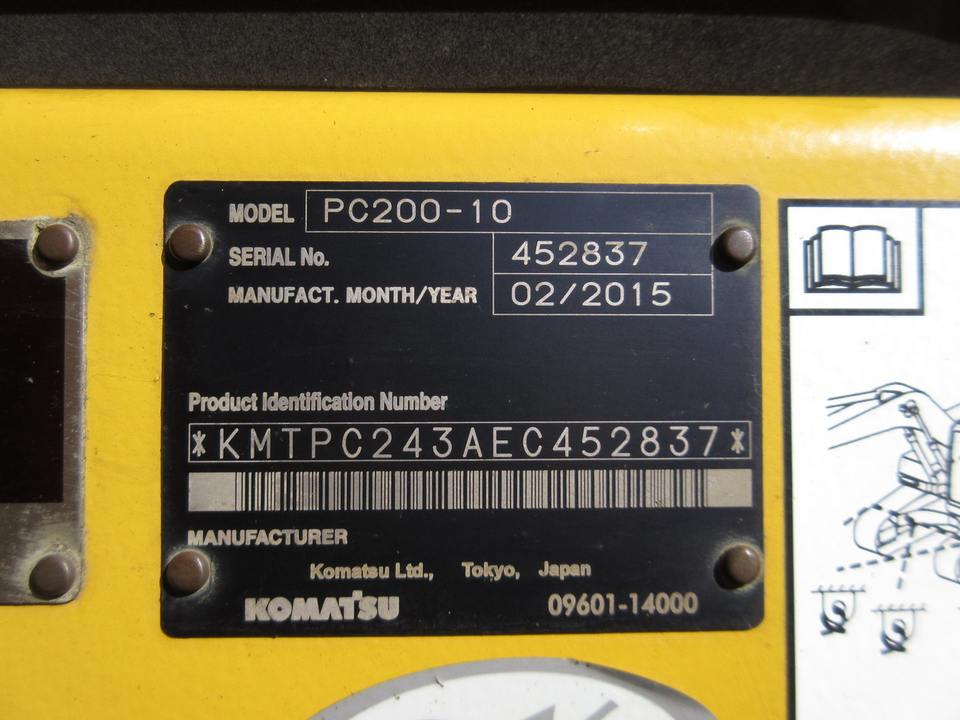 MODEL PC200-10
SERIAL No. 452837
MANUFACT. MONTH/YEAR 02/2015
Product Identification Number
*KMTPC243AEC452837*
MANUFACTURER
Komatsu Ltd., Tokyo, Japan
KOMATSU 09601-14000